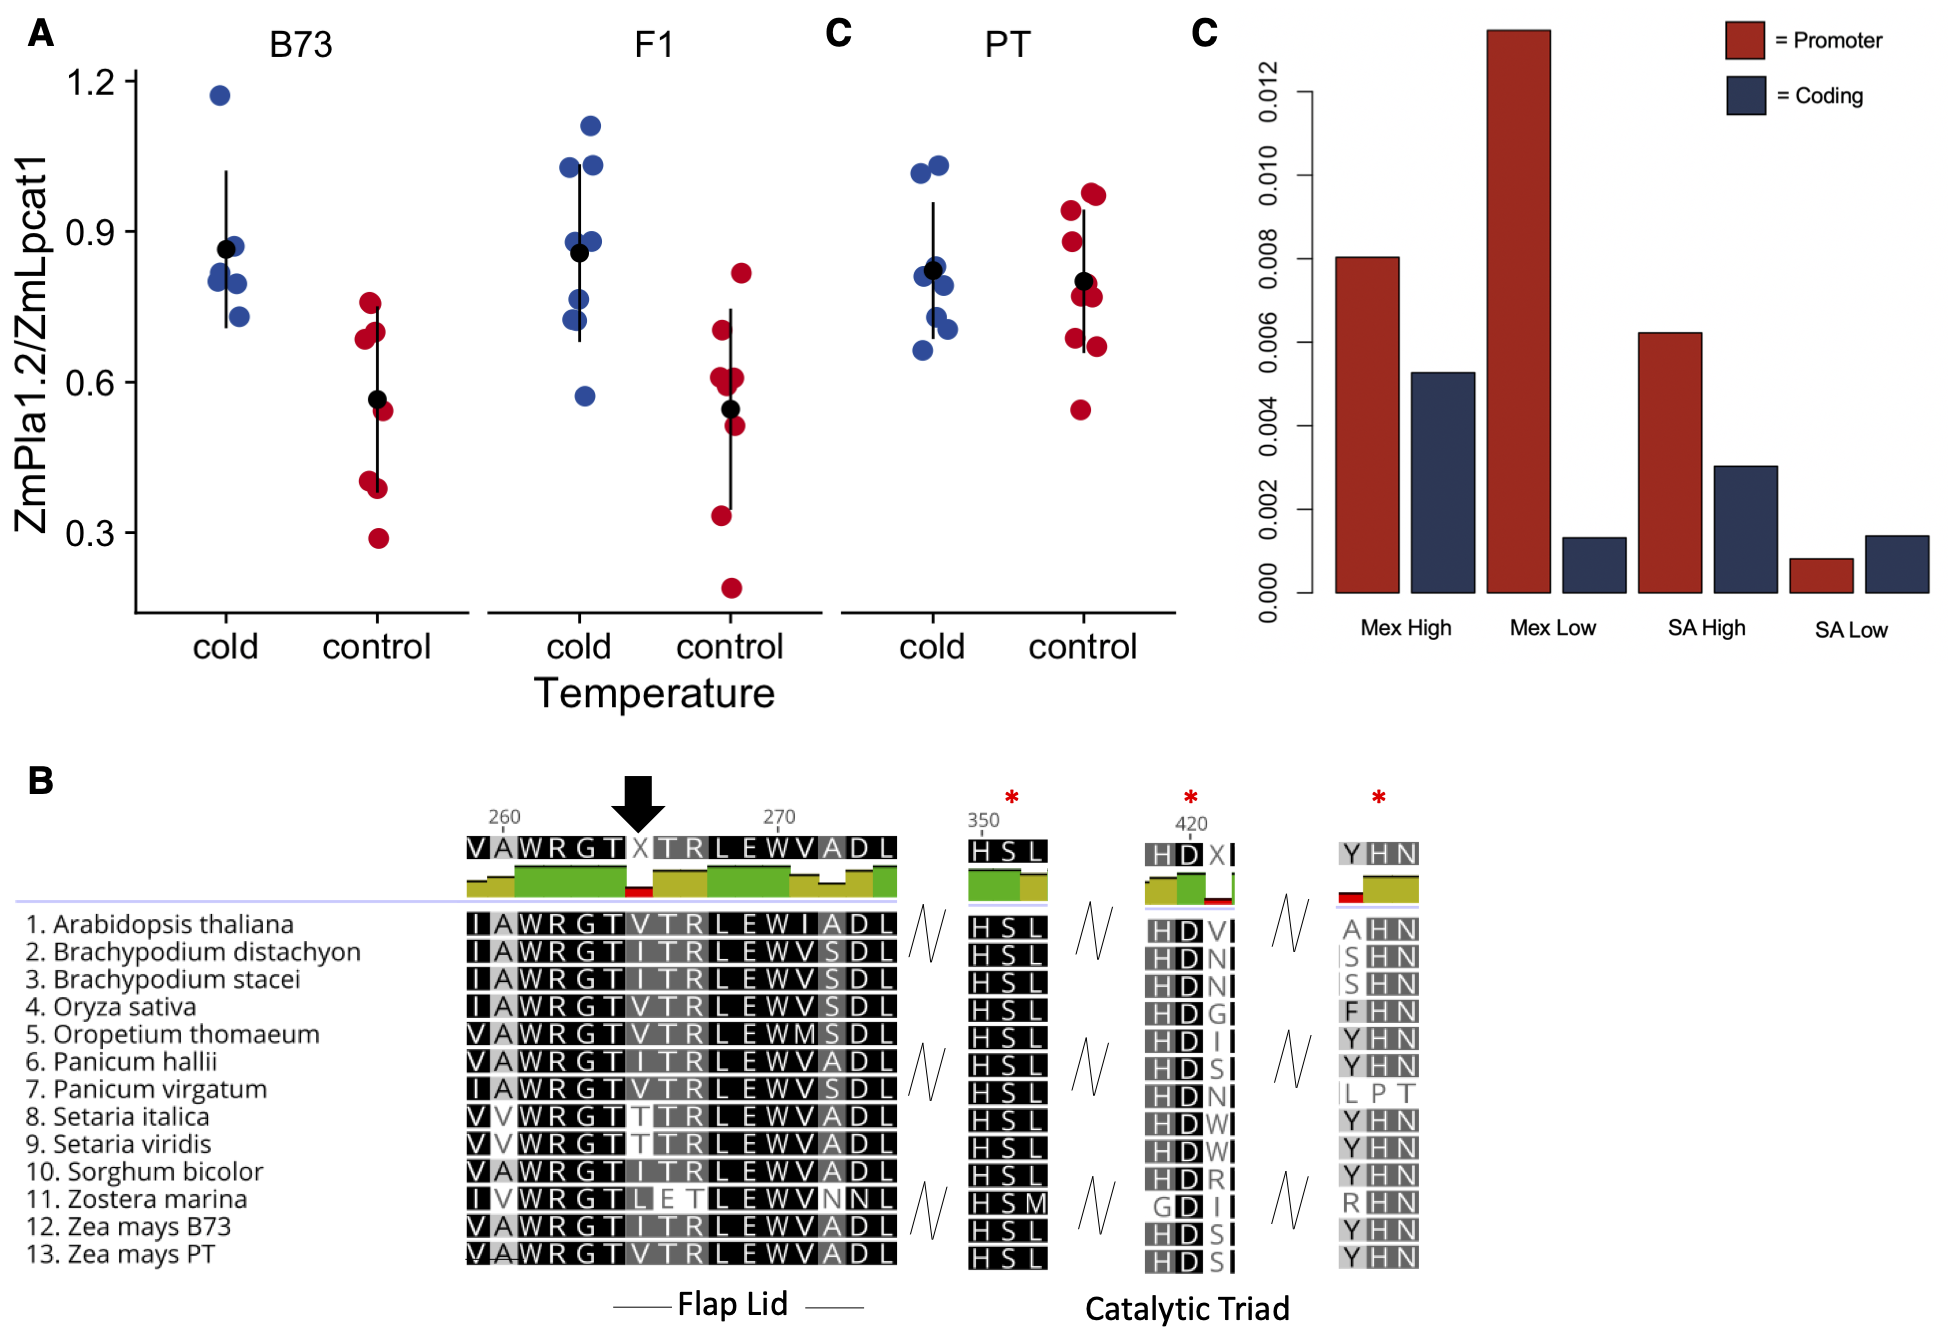 A
B73
F1
C
PT
ZmPla1.2/ZmLpcat1
1.2
0.9
0.6
0.3
cold
control
cold
control
cold
control
Temperature
C
= Promoter
= Coding
0.012
0.010
0.008
0.006
0.004
0.002
0.000
Mex High
Mex Low
SA High
SA Low
B
260
270
350
*
420
*
*
VAWRGTXTRLEWVADL HSL HDX YHN
1. Arabidopsis thaliana IAWRGTVTRLEWIADL HSL HDV AHN
2. Brachypodium distachyon IAWRGTITRLEWVSDL HSL HDN SHN
3. Brachypodium stacei IAWRGTITRLEWVSDL HSL HDN SHN
4. Oryza sativa IAWRGTVTRLEWVSDL HSL HDG FHN
5. Oropetium thomaeum VAWRGTVTRLEWMSDL HSL HDI YHN
6. Panicum hallii VAWRGTITRLEWVADL HSL HDS YHN
7. Panicum virgatum IAWRGTVTRLEWVSDL HSL HDN LPT
8. Setaria italica VVWRGTTTRLEWVADL HSL HDW YHN
9. Setaria viridis VVWRGTTTRLEWVADL HSL HDW YHN
10. Sorghum bicolor VAWRGTITRLEWVADL HSL HDR YHN
11. Zostera marina IVWRGTLETLEWVNNL HSM GDI RHN
12. Zea mays B73 VAWRGTITRLEWVADL HSL HDS YHN
13. Zea mays PT VAWRGTVTRLEWVADL HSL HDS YHN
Flap Lid
Catalytic Triad